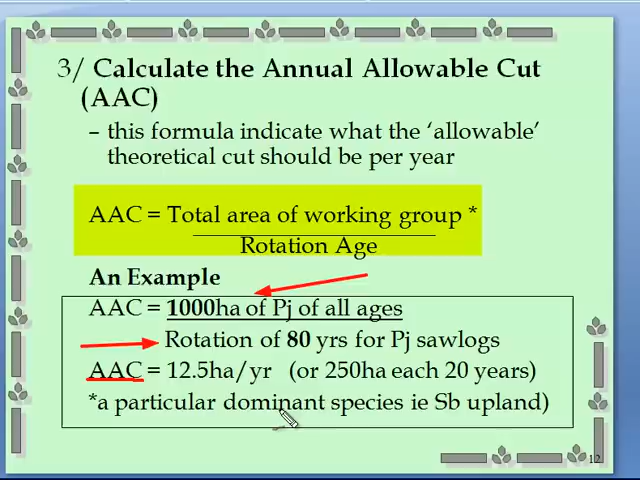 3/ Calculate the Annual Allowable Cut
(AAC)
– this formula indicate what the ‘allowable’
theoretical cut should be per year
AAC = Total area of working group *
Rotation Age
An Example
AAC = 1000ha of Pj of all ages
Rotation of 80 yrs for Pj sawlogs
AAC = 12.5ha/yr (or 250ha each 20 years)
*a particular dominant species ie Sb upland)
12